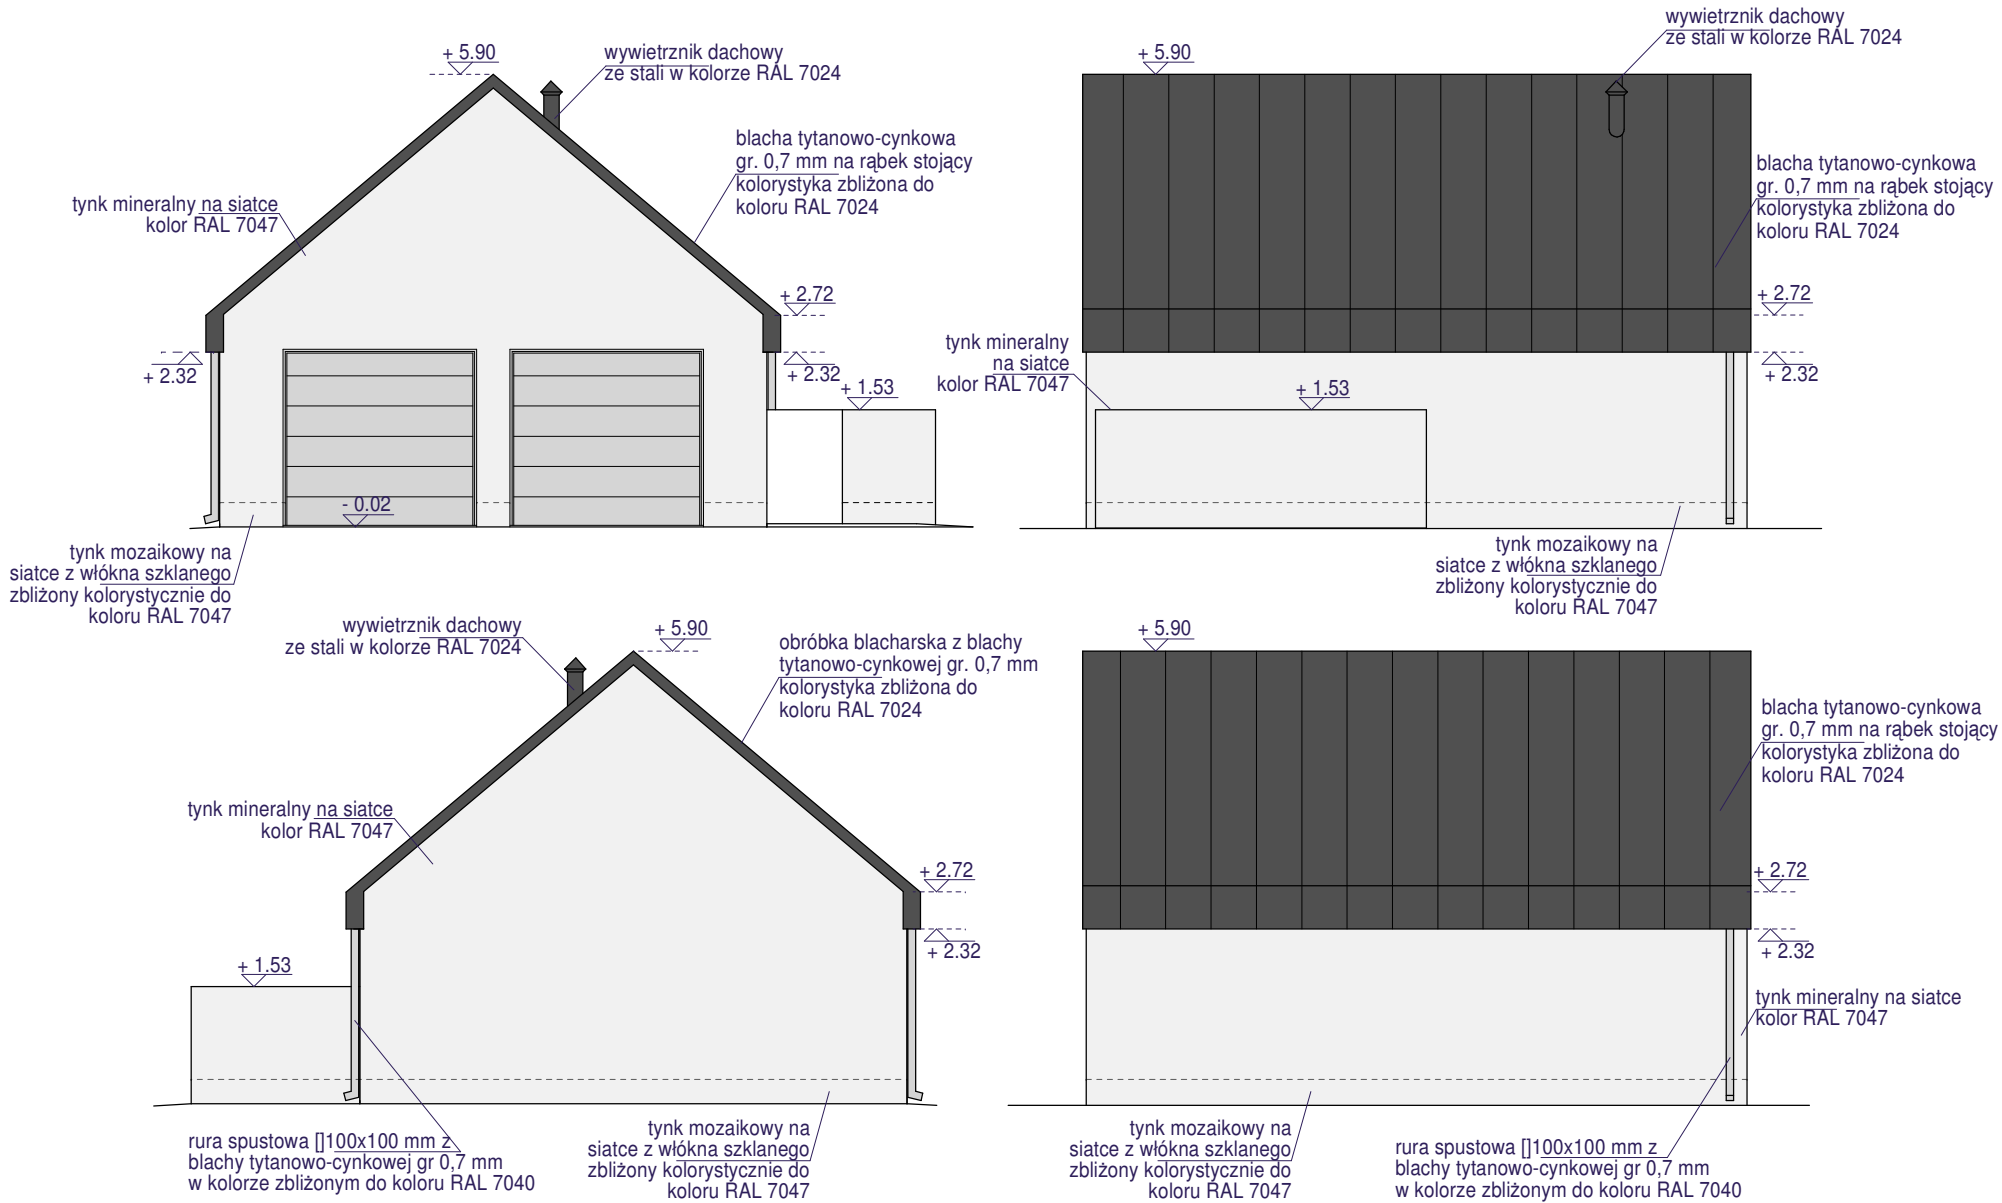 + 5.90
wywietrznik dachowy
ze stali w kolorze RAL 7024
blacha tytanowo-cynkowa
gr. 0,7 mm na rąbek stojący
kolorystyka zbliżona do
koloru RAL 7024
tynk mineralny na siatce
kolor RAL 7047
+ 2.72
+ 2.32
+ 2.32
+ 1.53
- 0.02
tynk mozaikowy na
siatce z włókna szklanego
zbliżony kolorystycznie do
koloru RAL 7047
wywietrznik dachowy
ze stali w kolorze RAL 7024
+ 5.90
blacha tytanowo-cynkowa
gr. 0,7 mm na rąbek stojący
kolorystyka zbliżona do
koloru RAL 7024
+ 2.72
tynk mineralny
na siatce
kolor RAL 7047
+ 2.32
+ 1.53
tynk mozaikowy na
siatce z włókna szklanego
zbliżony kolorystycznie do
koloru RAL 7047
wywietrznik dachowy
ze stali w kolorze RAL 7024
+ 5.90
obróbka blacharska z blachy
tytanowo-cynkowej gr. 0,7 mm
kolorystyka zbliżona do
koloru RAL 7024
tynk mineralny na siatce
kolor RAL 7047
+ 2.72
+ 2.32
+ 1.53
rura spustowa []100x100 mm z
blachy tytanowo-cynkowej gr 0,7 mm
w kolorze zbliżonym do koloru RAL 7040
tynk mozaikowy na
siatce z włókna szklanego
zbliżony kolorystycznie do
koloru RAL 7047
+ 5.90
blacha tytanowo-cynkowa
gr. 0,7 mm na rąbek stojący
kolorystyka zbliżona do
koloru RAL 7024
+ 2.72
+ 2.32
tynk mineralny na siatce
kolor RAL 7047
tynk mozaikowy na
siatce z włókna szklanego
zbliżony kolorystycznie do
koloru RAL 7047
rura spustowa []100x100 mm z
blachy tytanowo-cynkowej gr 0,7 mm
w kolorze zbliżonym do koloru RAL 7040